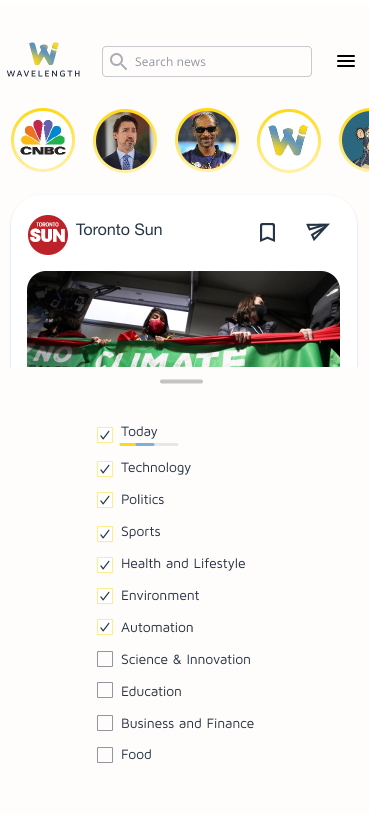 WAVELENGTH
Search news
CNBC
Toronto Sun
TORONTO
SUN
NO CLIMATE
Today
Technology
Politics
Sports
Health and Lifestyle
Environment
Automation
Science & Innovation
Education
Business and Finance
Food